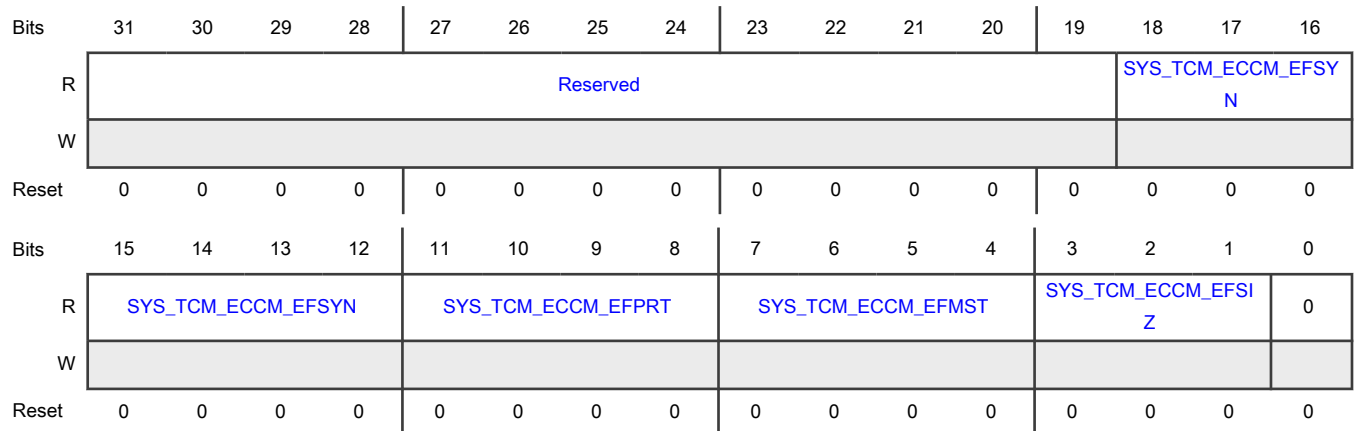 Bits 31 30 29 28 27 26 25 24 23 22 21 20 19 18 17 16
R Reserved SYS_TCM_ECCM_EFSY
N
W
Reset 0 0 0 0 0 0 0 0 0 0 0 0 0 0 0 0
Bits 15 14 13 12 11 10 9 8 7 6 5 4 3 2 1 0
R SYS_TCM_ECCM_EFSYN SYS_TCM_ECCM_EFPRT SYS_TCM_ECCM_EFMST SYS_TCM_ECCM_EFSI 0
Z
W
Reset 0 0 0 0 0 0 0 0 0 0 0 0 0 0 0 0